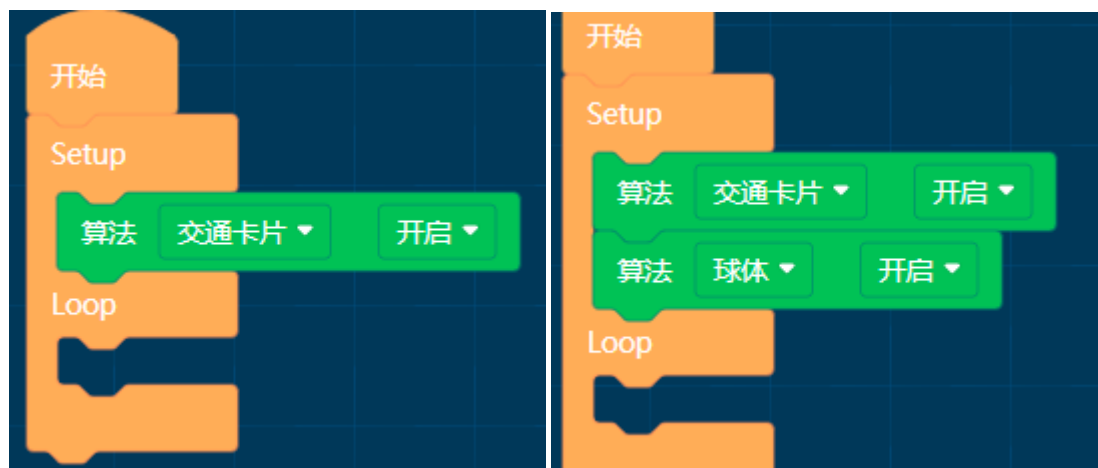 开始
Setup
算法 交通卡片 开启
Loop
开始
Setup
算法 交通卡片 开启
算法 球体 开启
Loop